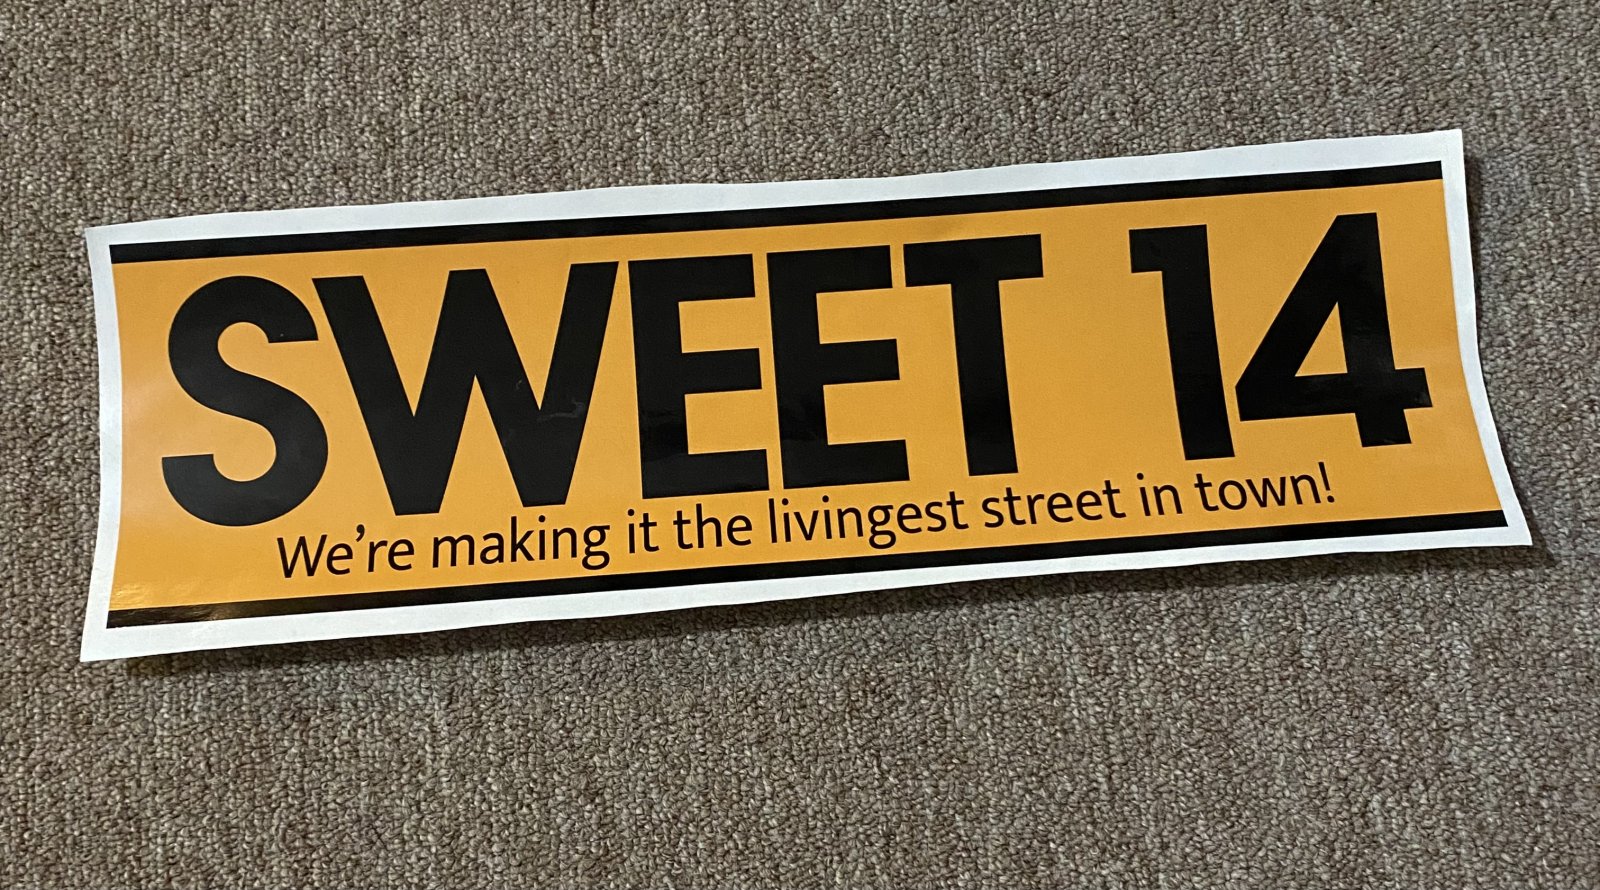 SWEET 14
We're making it the livingest street in town!